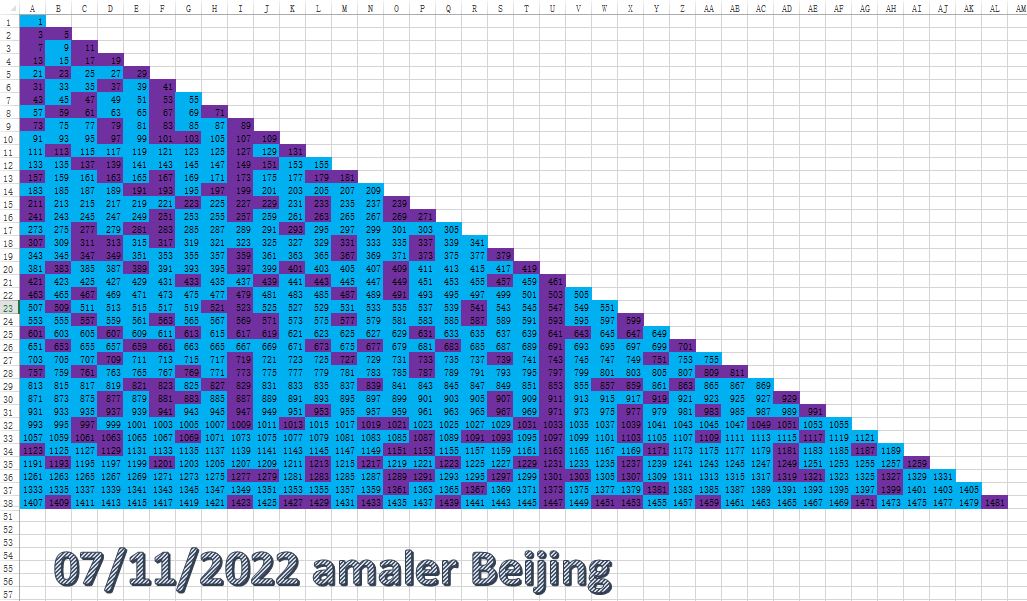 A B C D E F G H I J K L M N O P Q R S T U V W X Y Z AA AB AC AD AE AF AG AH AI AJ AK AL AM
1 1
2 3 5
3 7 9 11
4 13 15 17 19
5 21 23 25 27 29
6 31 33 35 37 39 41
7 43 45 47 49 51 53 55
8 57 59 61 63 65 67 69 71
9 73 75 77 79 81 83 85 87 89
10 91 93 95 97 99 101 103 105 107 109
11 111 113 115 117 119 121 123 125 127 129 131
12 133 135 137 139 141 143 145 147 149 151 153 155
13 157 159 161 163 165 167 169 171 173 175 177 179 181
14 183 185 187 189 191 193 195 197 199 201 203 205 207 209
15 211 213 215 217 219 221 223 225 227 229 231 233 235 237 239
16 241 243 245 247 249 251 253 255 257 259 261 263 265 267 269 271
17 273 275 277 279 281 283 285 287 289 291 293 295 297 299 301 303 305
18 307 309 311 313 315 317 319 321 323 325 327 329 331 333 335 337 339 341
19 343 345 347 349 351 353 355 357 359 361 363 365 367 369 371 373 375 377 379
20 381 383 385 387 389 391 393 395 397 399 401 403 405 407 409 411 413 415 417 419
21 421 423 425 427 429 431 433 435 437 439 441 443 445 447 449 451 453 455 457 459 461
22 463 465 467 469 471 473 475 477 479 481 483 485 487 489 491 493 495 497 499 501 503 505
23 507 509 511 513 515 517 519 521 523 525 527 529 531 533 535 537 539 541 543 545 547 549 551
24 553 555 557 559 561 563 565 567 569 571 573 575 577 579 581 583 585 587 589 591 593 595 597 599
25 601 603 605 607 609 611 613 615 617 619 621 623 625 627 629 631 633 635 637 639 641 643 645 647 649
26 651 653 655 657 659 661 663 665 667 669 671 673 675 677 679 681 683 685 687 689 691 693 695 697 699 701
27 703 705 707 709 711 713 715 717 719 721 723 725 727 729 731 733 735 737 739 741 743 745 747 749 751 753 755
28 757 759 761 763 765 767 769 771 773 775 777 779 781 783 785 787 789 791 793 795 797 799 801 803 805 807 809 811
29 813 815 817 819 821 823 825 827 829 831 833 835 837 839 841 843 845 847 849 851 853 855 857 859 861 863 865 867 869
30 871 873 875 877 879 881 883 885 887 889 891 893 895 897 899 901 903 905 907 909 911 913 915 917 919 921 923 925 927 929
31 931 933 935 937 939 941 943 945 947 949 951 953 955 957 959 961 963 965 967 969 971 973 975 977 979 981 983 985 987 989 991
32 993 995 997 999 1001 1003 1005 1007 1009 1011 1013 1015 1017 1019 1021 1023 1025 1027 1029 1031 1033 1035 1037 1039 1041 1043 1045 1047 1049 1051 1053 1055
33 1057 1059 1061 1063 1065 1067 1069 1071 1073 1075 1077 1079 1081 1083 1085 1087 1089 1091 1093 1095 1097 1099 1101 1103 1105 1107 1109 1111 1113 1115 1117 1119 1121
34 1123 1125 1127 1129 1131 1133 1135 1137 1139 1141 1143 1145 1147 1149 1151 1153 1155 1157 1159 1161 1163 1165 1167 1169 1171 1173 1175 1177 1179 1181 1183 1185 1187 1189
35 1191 1193 1195 1197 1199 1201 1203 1205 1207 1209 1211 1213 1215 1217 1219 1221 1223 1225 1227 1229 1231 1233 1235 1237 1239 1241 1243 1245 1247 1249 1251 1253 1255 1257 1259
36 1261 1263 1265 1267 1269 1271 1273 1275 1277 1279 1281 1283 1285 1287 1289 1291 1293 1295 1297 1299 1301 1303 1305 1307 1309 1311 1313 1315 1317 1319 1321 1323 1325 1327 1329 1331
37 1333 1335 1337 1339 1341 1343 1345 1347 1349 1351 1353 1355 1357 1359 1361 1363 1365 1367 1369 1371 1373 1375 1377 1379 1381 1383 1385 1387 1389 1391 1393 1395 1397 1399 1401 1403 1405
38 1407 1409 1411 1413 1415 1417 1419 1421 1423 1425 1427 1429 1431 1433 1435 1437 1439 1441 1443 1445 1447 1449 1451 1453 1455 1457 1459 1461 1463 1465 1467 1469 1471 1473 1475 1477 1479 1481
51
52
53
54
55
56
57
07/11/2022 amaler Beijing